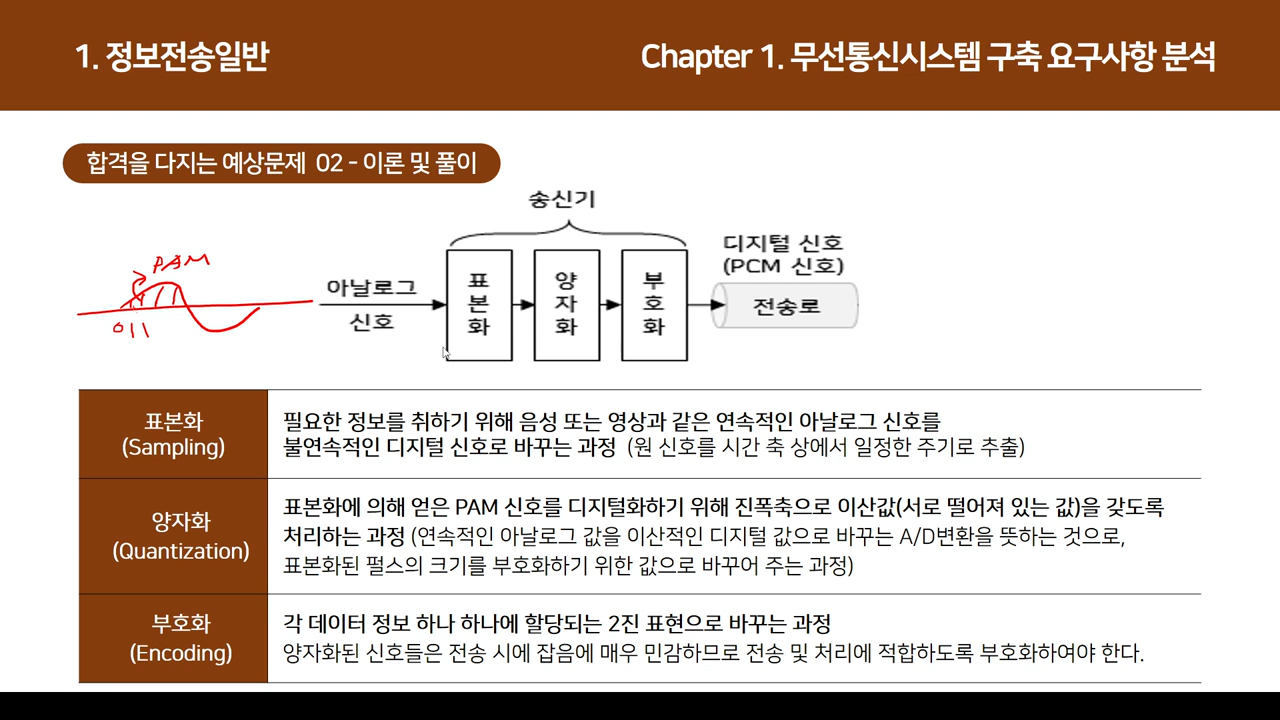 1. 정보전송일반
Chapter 1. 무선통신시스템 구축 요구사항 분석
합격을 다지는 예상문제 02 - 이론 및 풀이
송신기
PAM
011
아날로그
신호
표본화
양자화
부호화
디지털 신호
(PCM 신호)
전송로
표본화
(Sampling)
필요한 정보를 취하기 위해 음성 또는 영상과 같은 연속적인 아날로그 신호를
불연속적인 디지털 신호로 바꾸는 과정 (원 신호를 시간 축 상에서 일정한 주기로 추출)
양자화
(Quantization)
표본화에 의해 얻은 PAM 신호를 디지털화하기 위해 진폭축으로 이산값(서로 떨어져 있는 값)을 갖도록
처리하는 과정 (연속적인 아날로그 값을 이산적인 디지털 값으로 바꾸는 A/D변환을 뜻하는 것으로,
표본화된 펄스의 크기를 부호화하기 위한 값으로 바꾸어 주는 과정)
부호화
(Encoding)
각 데이터 정보 하나 하나에 할당되는 2진 표현으로 바꾸는 과정
양자화된 신호들은 전송 시에 잡음에 매우 민감하므로 전송 및 처리에 적합하도록 부호화하여야 한다.